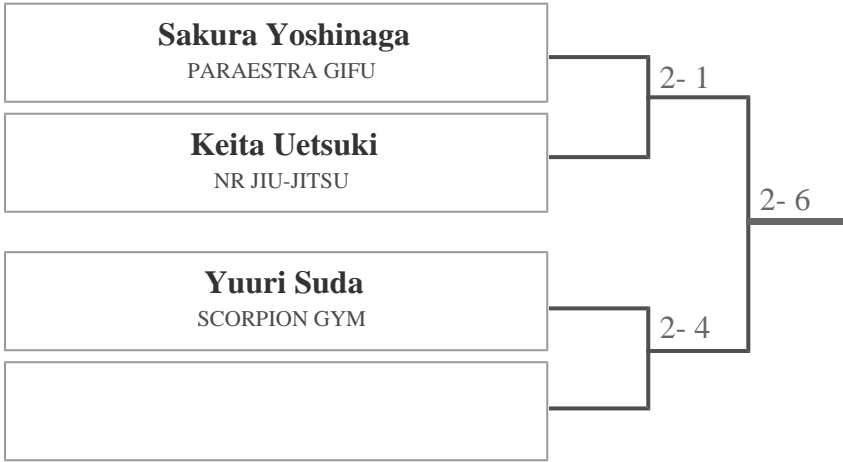 Sakura Yoshinaga
PARAESTRA GIFU
2- 1
Keita Uetsuki
NR JIU-JITSU
2- 6
Yuuri Suda
SCORPION GYM
2- 4